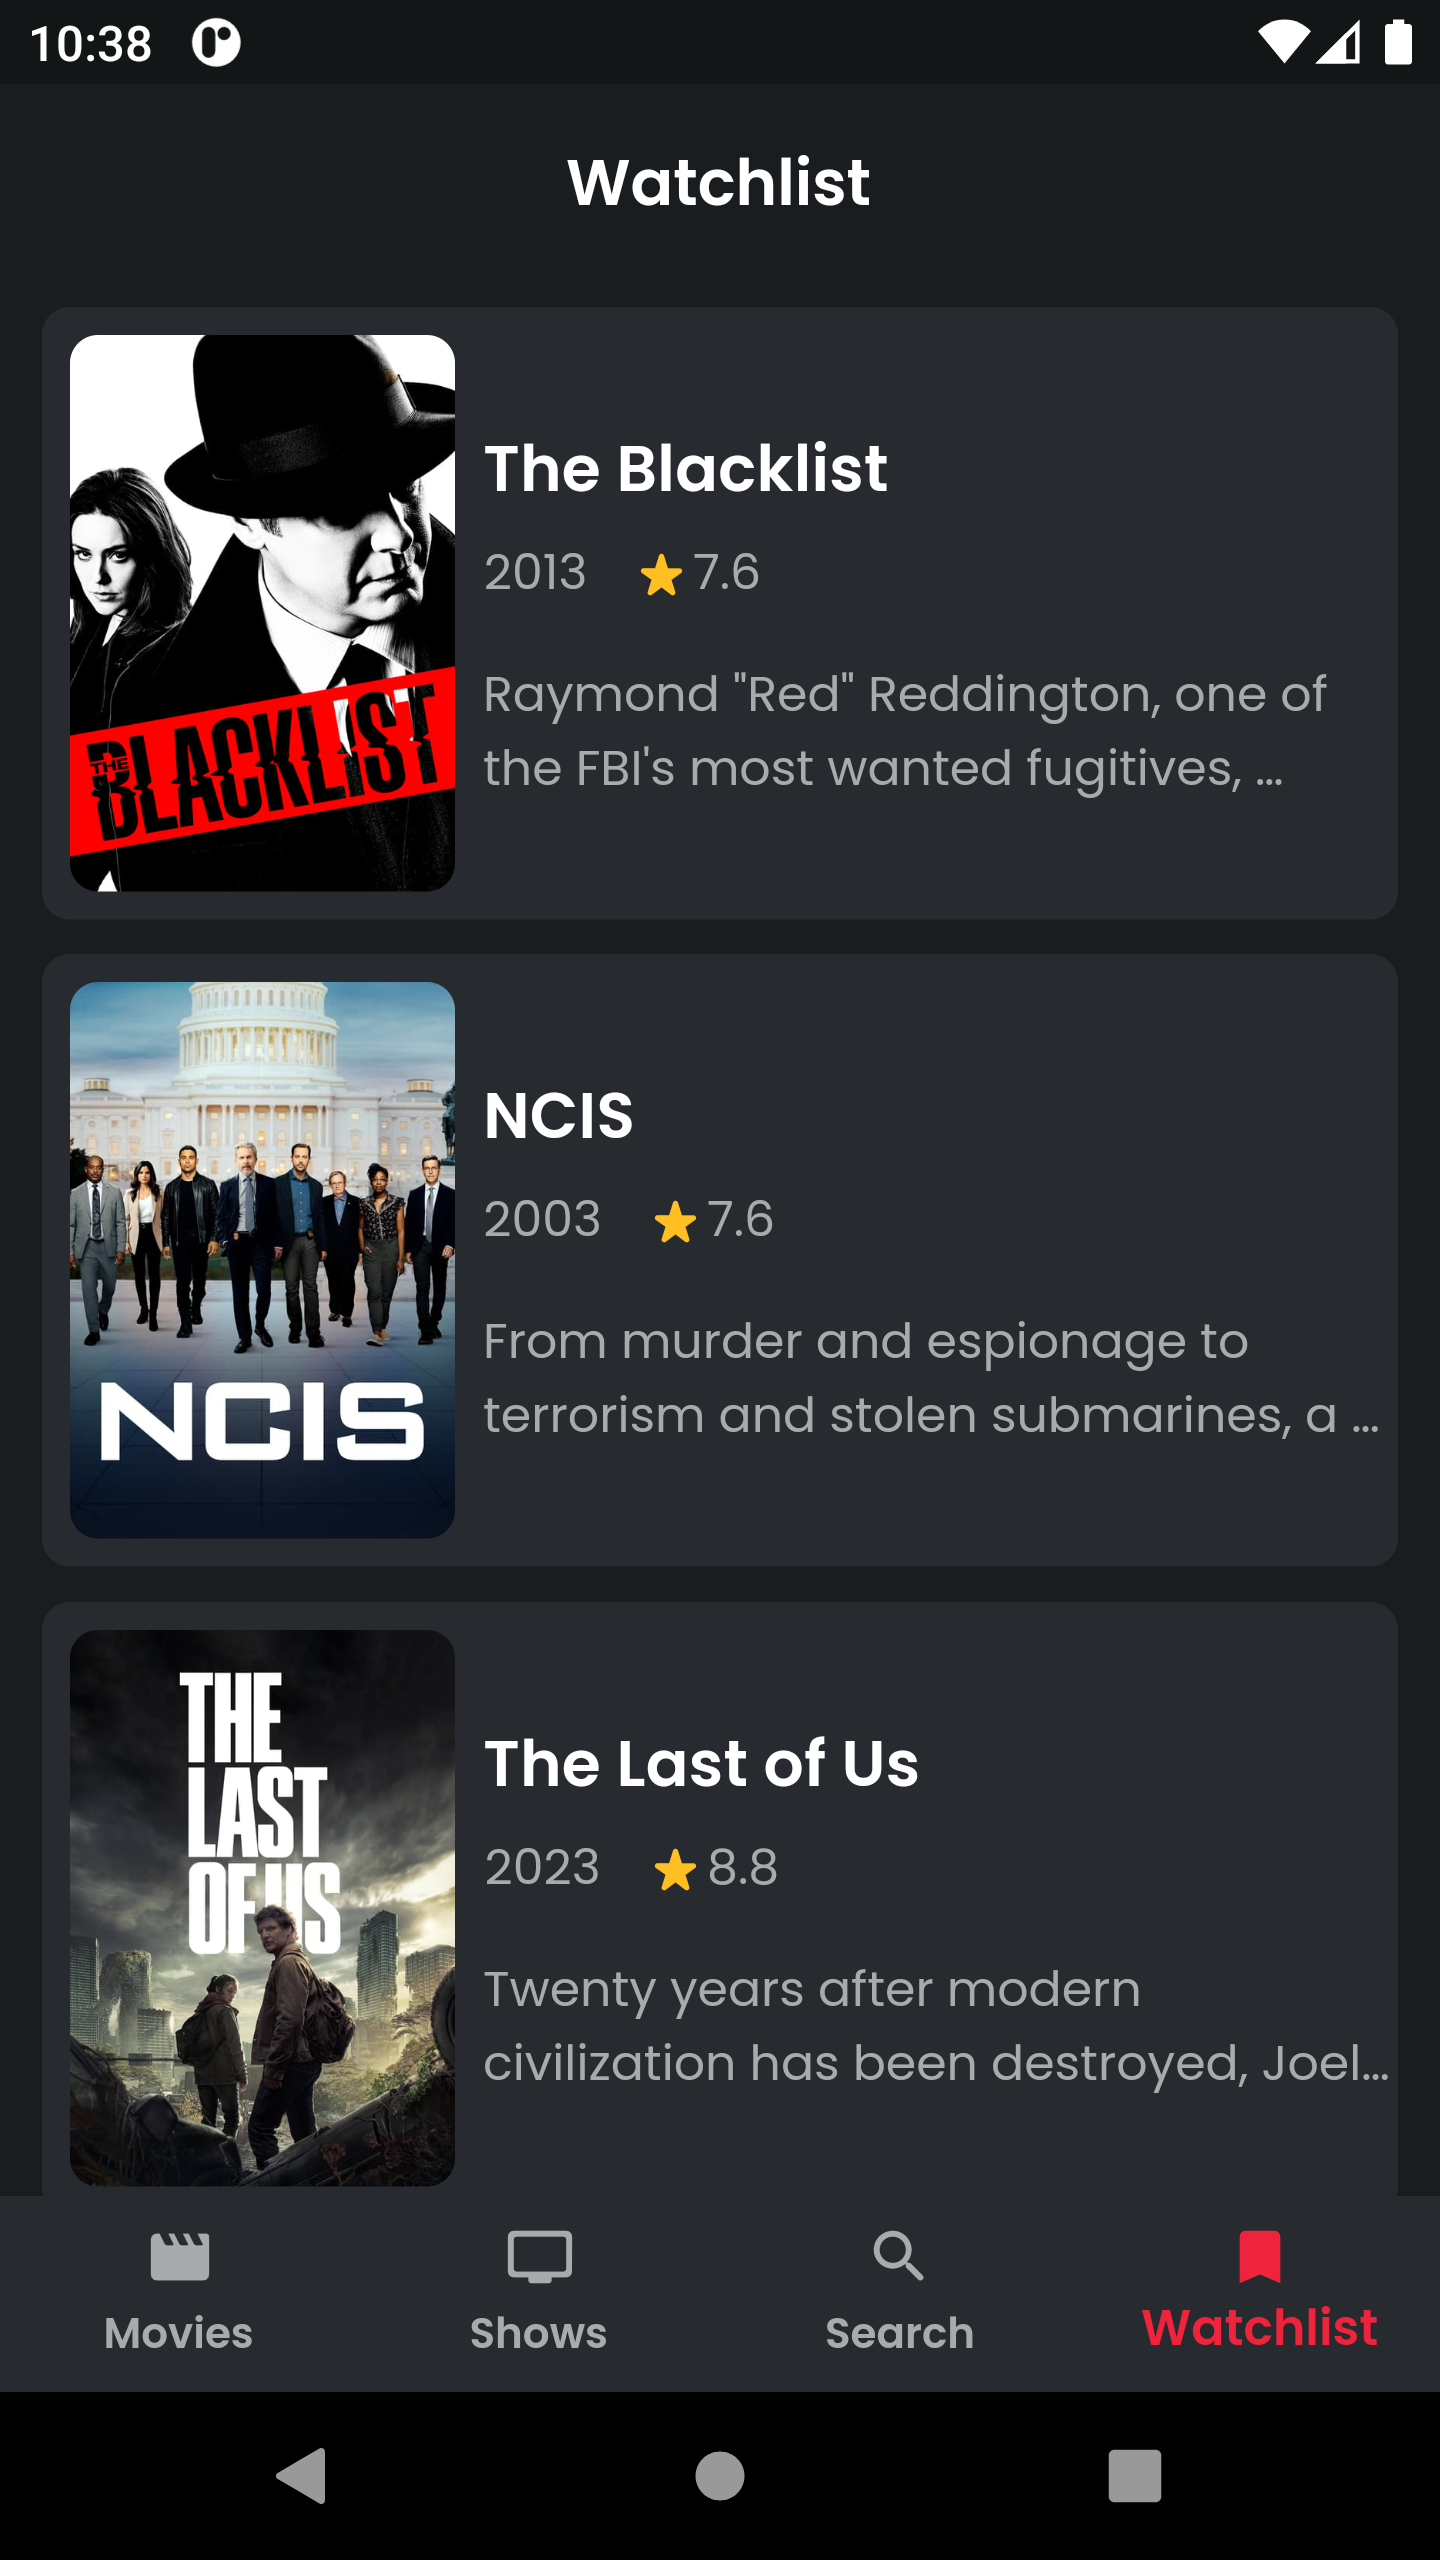 10:38
Watchlist
THE
BLACKLIST
The Blacklist
2013 7.6
Raymond "Red" Reddington, one of
the FBI's most wanted fugitives, ...
NCIS
NCIS
2003 7.6
From murder and espionage to
terrorism and stolen submarines, a ...
THE
LAST
OF US
The Last of Us
2023 8.8
Twenty years after modern
civilization has been destroyed, Joel...
Movies Shows Search Watchlist